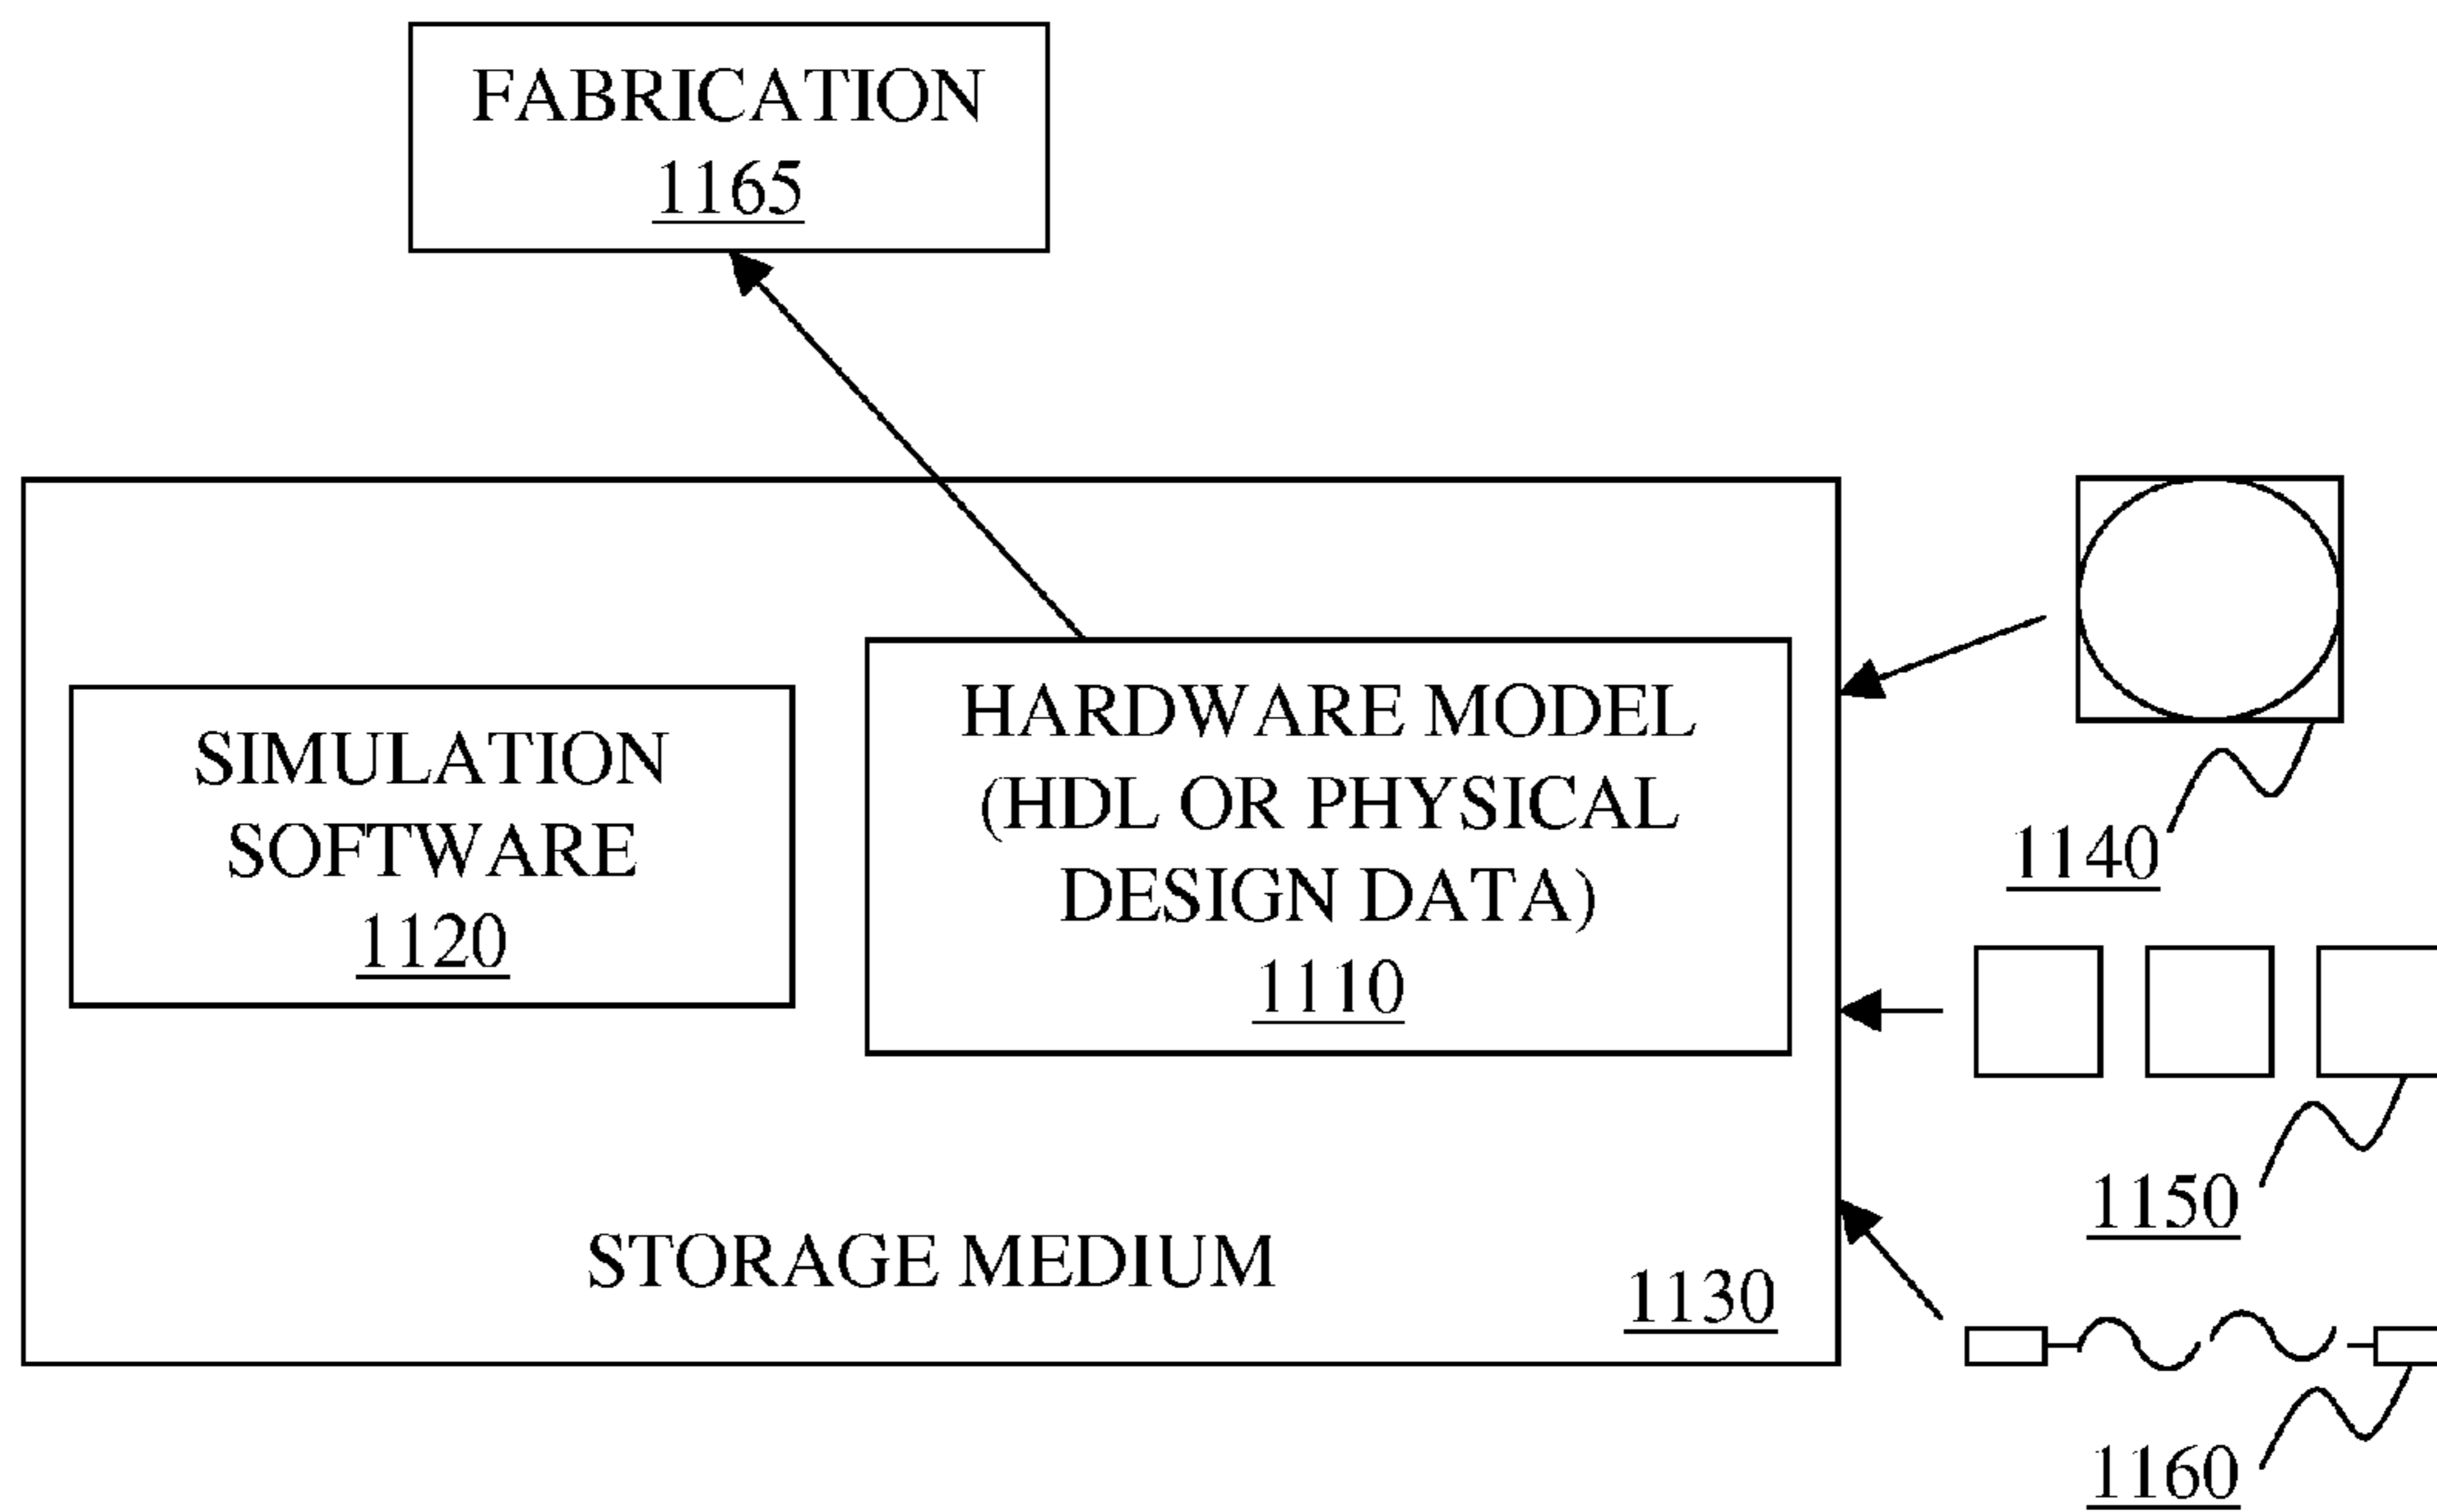 FABRICATION
1165
SIMULATION
SOFTWARE
1120
HARDWARE MODEL
(HDL OR PHYSICAL
DESIGN DATA)
1110
STORAGE MEDIUM
1130
1140
1150
1160